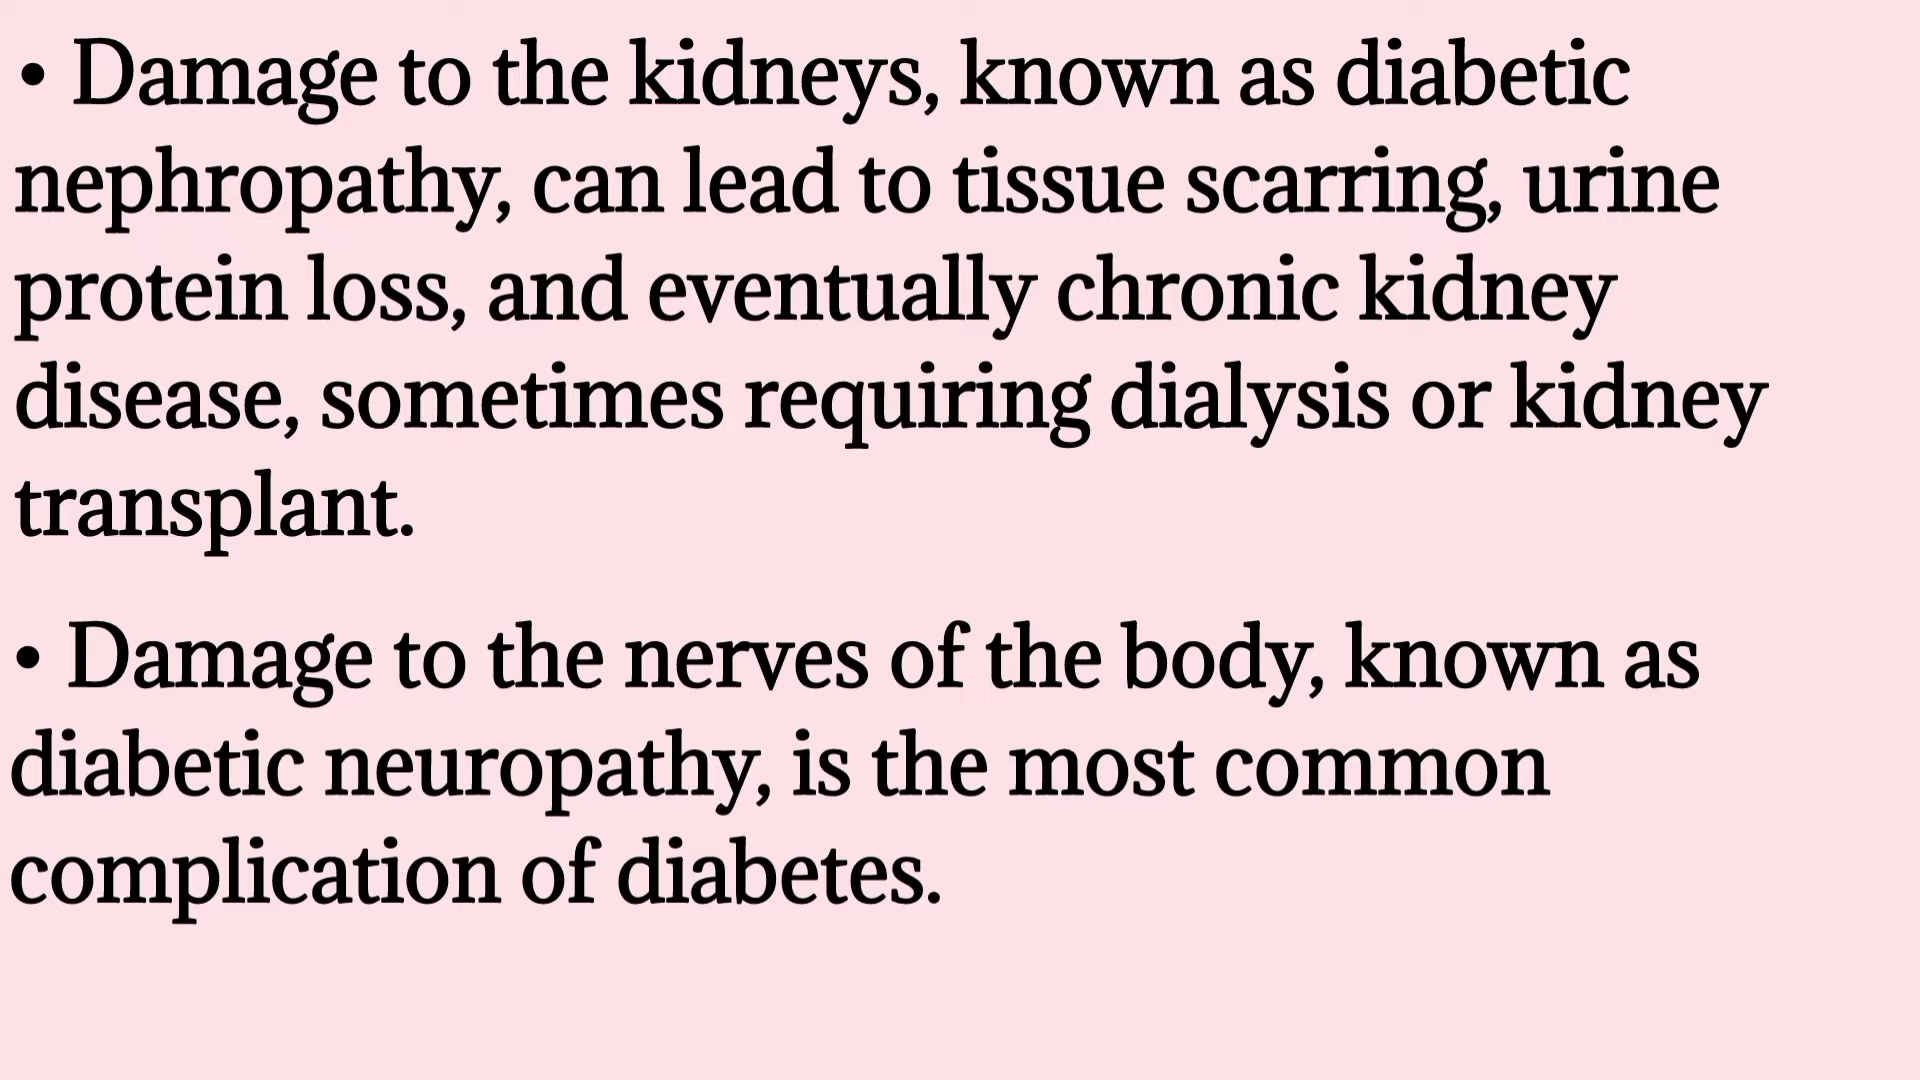 • Damage to the kidneys, known as diabetic
nephropathy, can lead to tissue scarring, urine
protein loss, and eventually chronic kidney
disease, sometimes requiring dialysis or kidney
transplant.
• Damage to the nerves of the body, known as
diabetic neuropathy, is the most common
complication of diabetes.